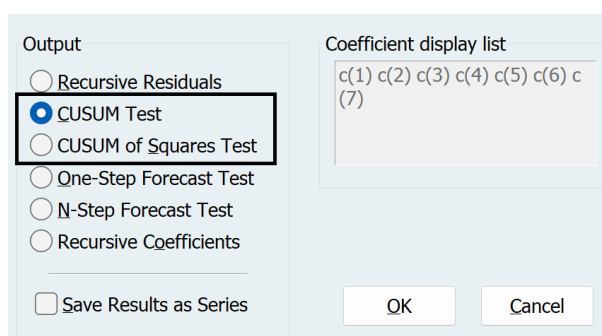 Output
Recursive Residuals
CUSUM Test
CUSUM of Squares Test
One-Step Forecast Test
N-Step Forecast Test
Recursive Coefficients
Save Results as Series
Coefficient display list
c(1) c(2) c(3) c(4) c(5) c(6) c
(7)
OK
Cancel